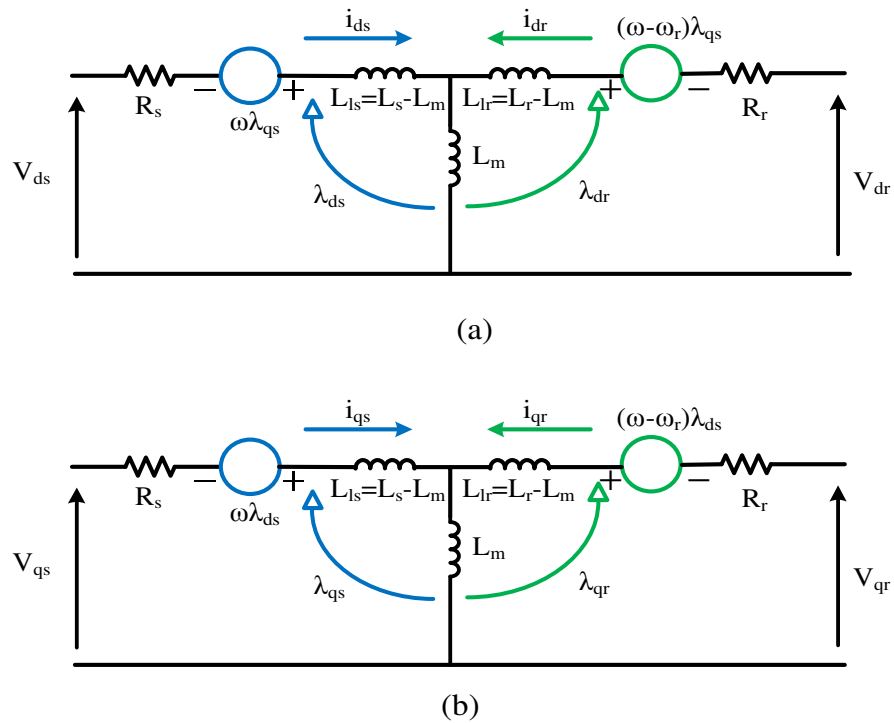 i_ds i_dr (ω-ω_r)λ_qs
− + + −
R_s ωλ_qs L_ls=L_s-L_m L_lr=L_r-L_m R_r
L_m
V_ds λ_ds λ_dr V_dr
(a)
i_qs i_qr (ω-ω_r)λ_ds
− + + −
R_s ωλ_ds L_ls=L_s-L_m L_lr=L_r-L_m R_r
L_m
V_qs λ_qs λ_qr V_qr
(b)